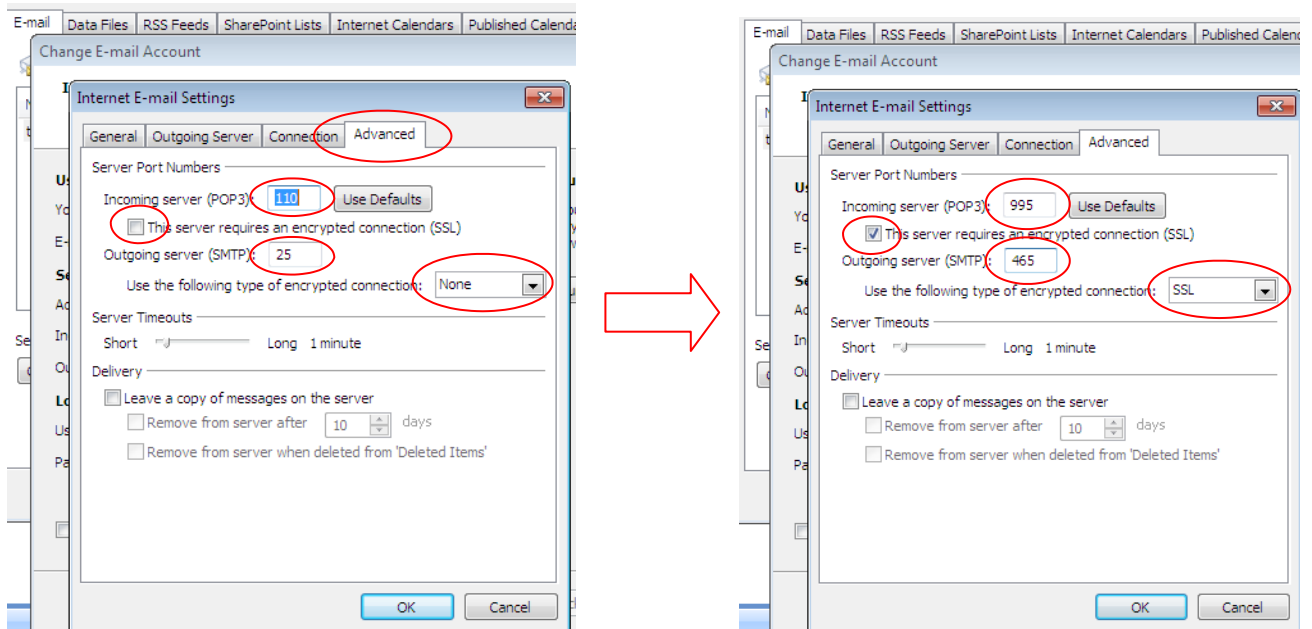 E-mail Data Files RSS Feeds SharePoint Lists Internet Calendars Published Calenda
Change E-mail Account
Internet E-mail Settings
General Outgoing Server Connection Advanced
Server Port Numbers
Incoming server (POP3): 110 Use Defaults
This server requires an encrypted connection (SSL)
Outgoing server (SMTP): 25
Use the following type of encrypted connection: None
Server Timeouts
Short Long 1 minute
Delivery
Leave a copy of messages on the server
Remove from server after 10 days
Remove from server when deleted from 'Deleted Items'
OK Cancel
E-mail Data Files RSS Feeds SharePoint Lists Internet Calendars Published Calend
Change E-mail Account
Internet E-mail Settings
General Outgoing Server Connection Advanced
Server Port Numbers
Incoming server (POP3): 995 Use Defaults
This server requires an encrypted connection (SSL)
Outgoing server (SMTP): 465
Use the following type of encrypted connection: SSL
Server Timeouts
Short Long 1 minute
Delivery
Leave a copy of messages on the server
Remove from server after 10 days
Remove from server when deleted from 'Deleted Items'
OK Cancel